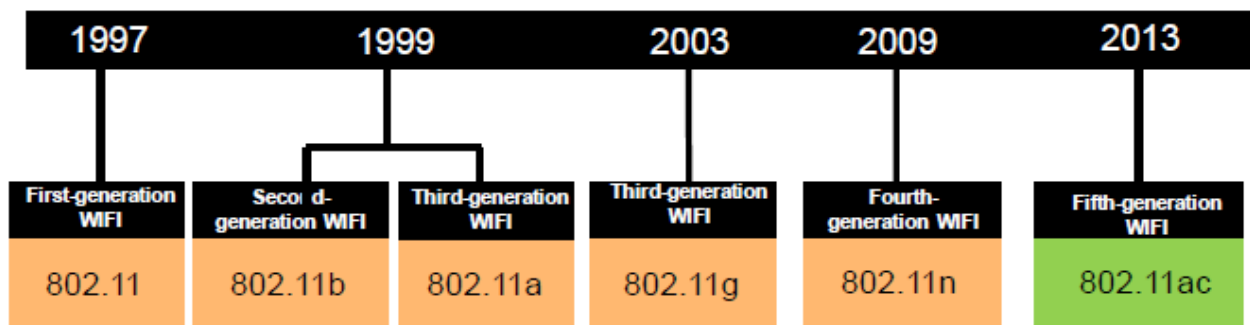 1997 1999 2003 2009 2013
First-generation
WIFI
802.11
Second-
generation WIFI
802.11b
Third-generation
WIFI
802.11a
Third-generation
WIFI
802.11g
Fourth-
generation WIFI
802.11n
Fifth-generation
WIFI
802.11ac